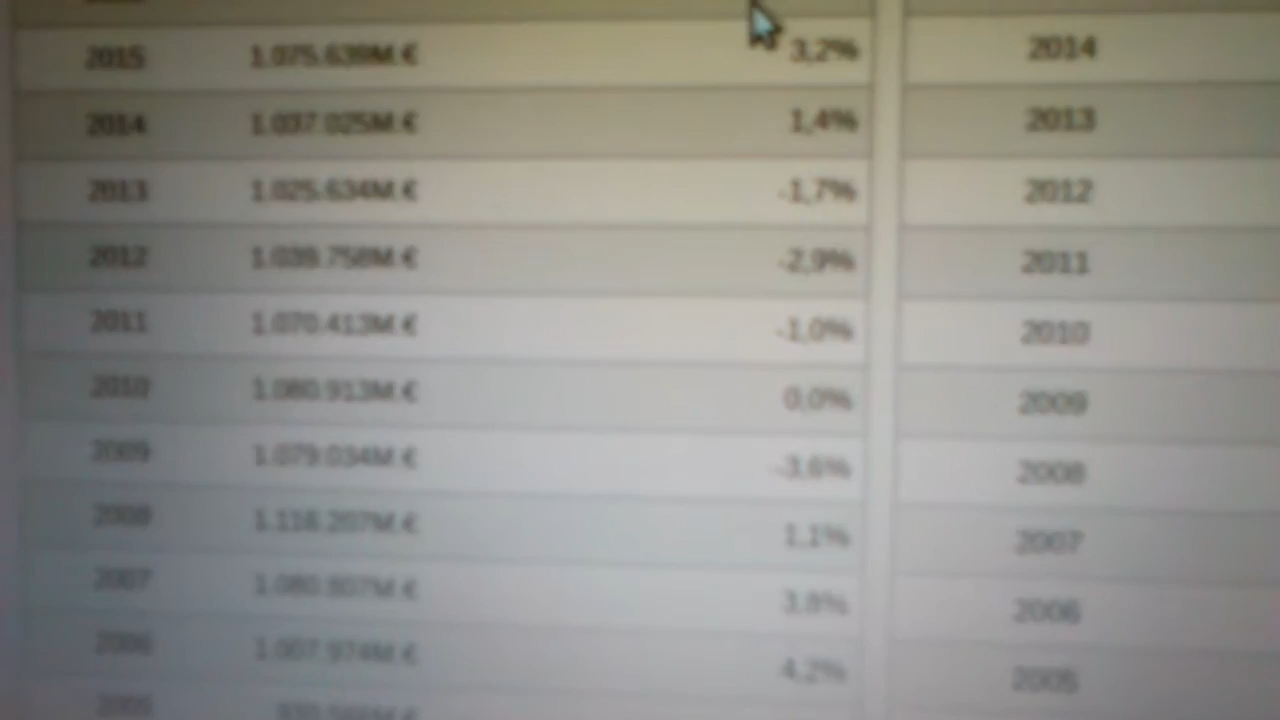 2015 1.075.639M.€ 3,2% 2014
2014 1.037.025M.€ 1,4% 2013
2013 1.025.634M.€ -1,7% 2012
2012 1.039.758M.€ -2,9% 2011
2011 1.070.413M.€ -1,0% 2010
2010 1.080.913M.€ 0,0% 2009
2009 1.079.034M.€ -3,6% 2008
2008 1.116.207M.€ 1,1% 2007
2007 1.080.807M.€ 3,8% 2006
2006 1.007.974M.€ 4,2% 2005
2005